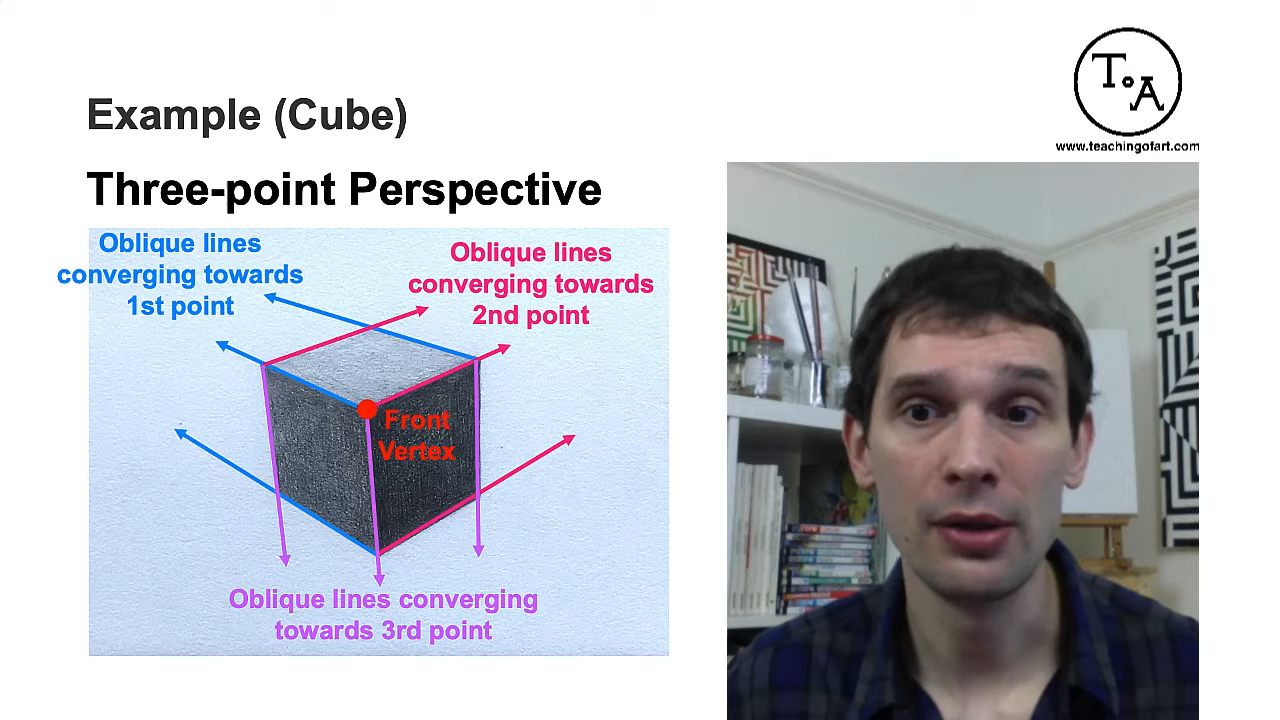 T.A
www.teachingofart.com
Example (Cube)
Three-point Perspective
Oblique lines
converging towards
1st point
Oblique lines
converging towards
2nd point
Front
Vertex
Oblique lines converging
towards 3rd point